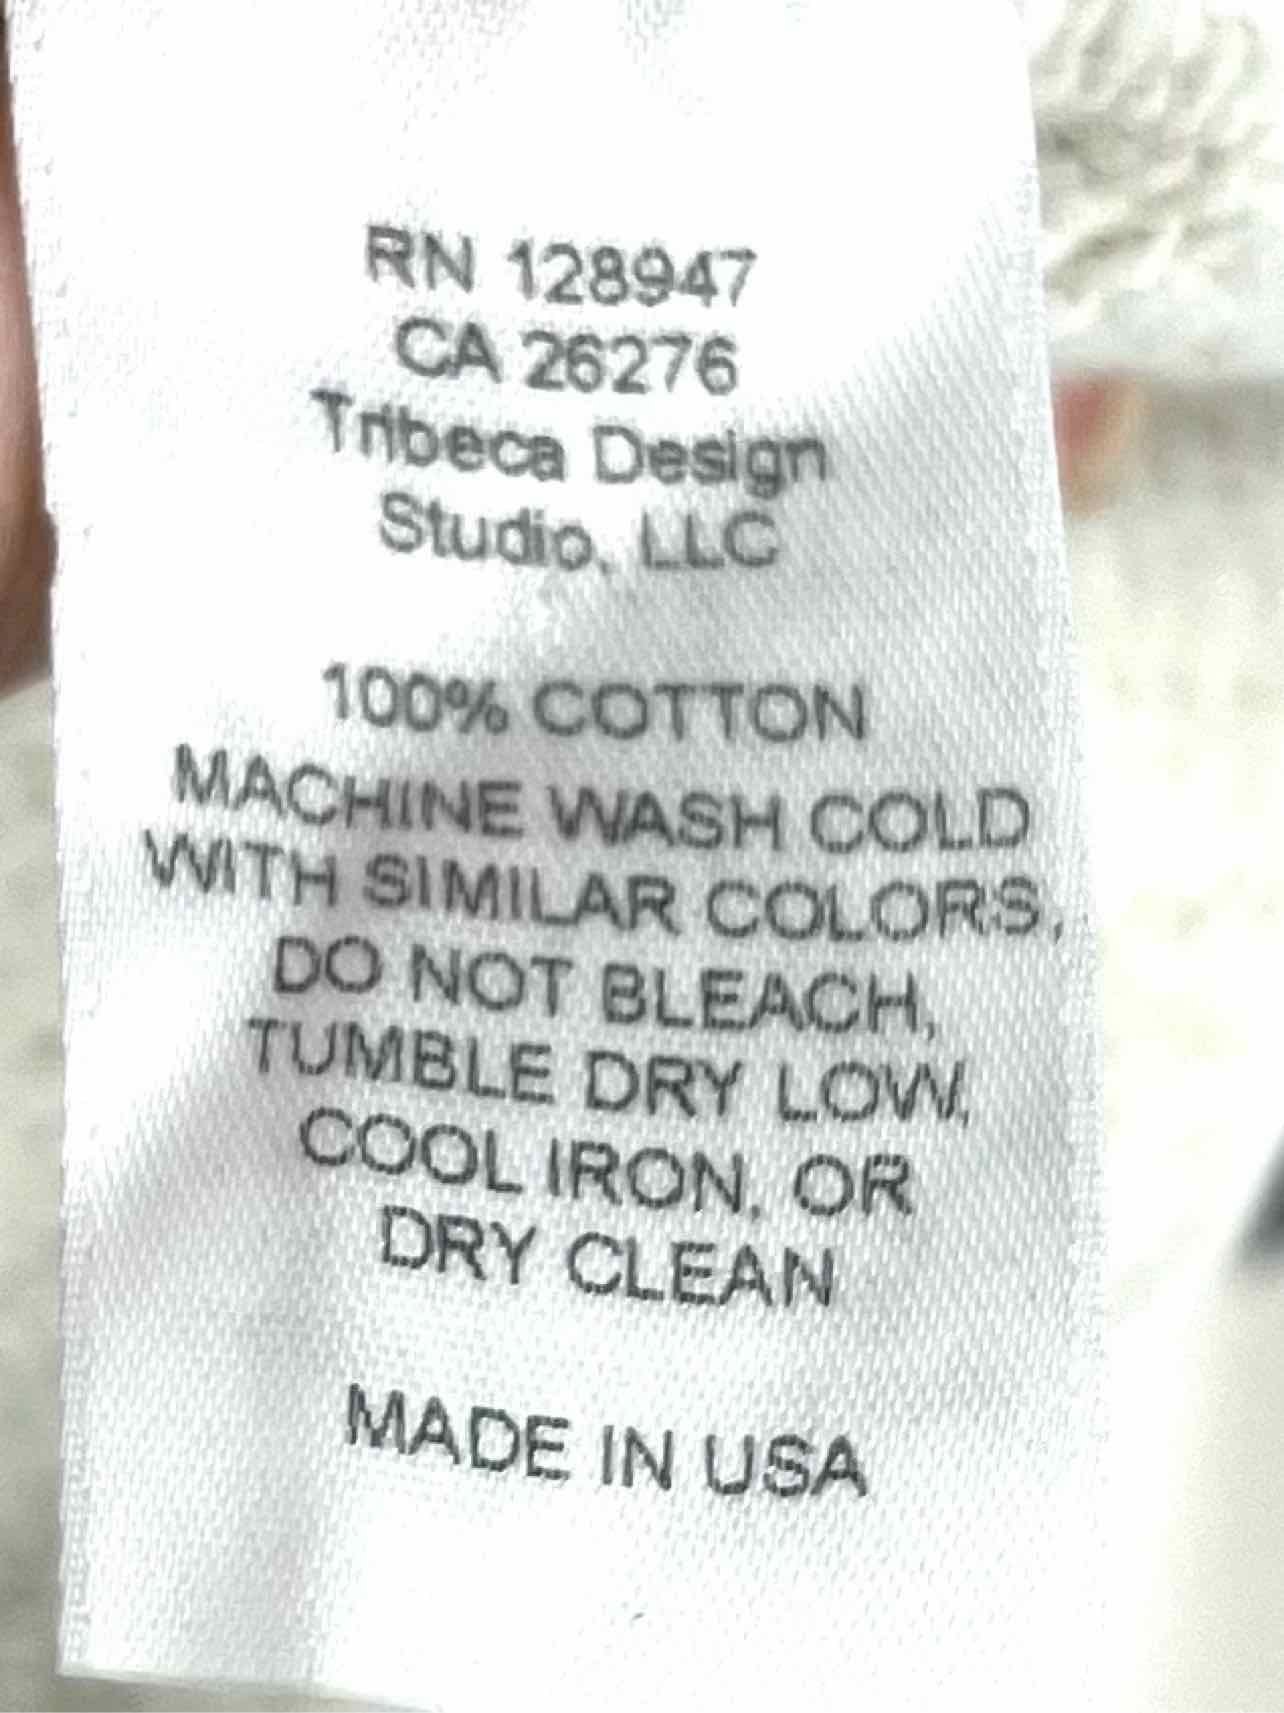 RN 128947
CA 26276
Tribeca Design
Studio, LLC
100% COTTON
MACHINE WASH COLD
WITH SIMILAR COLORS,
DO NOT BLEACH,
TUMBLE DRY LOW,
COOL IRON, OR
DRY CLEAN
MADE IN USA